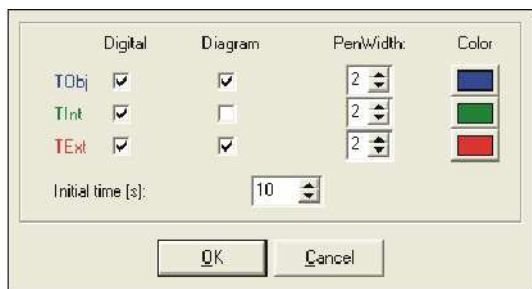 Digital Diagram PenWidth: Color
TObj 2
TInt 2
TExt 2
Initial time [s]: 10
OK Cancel